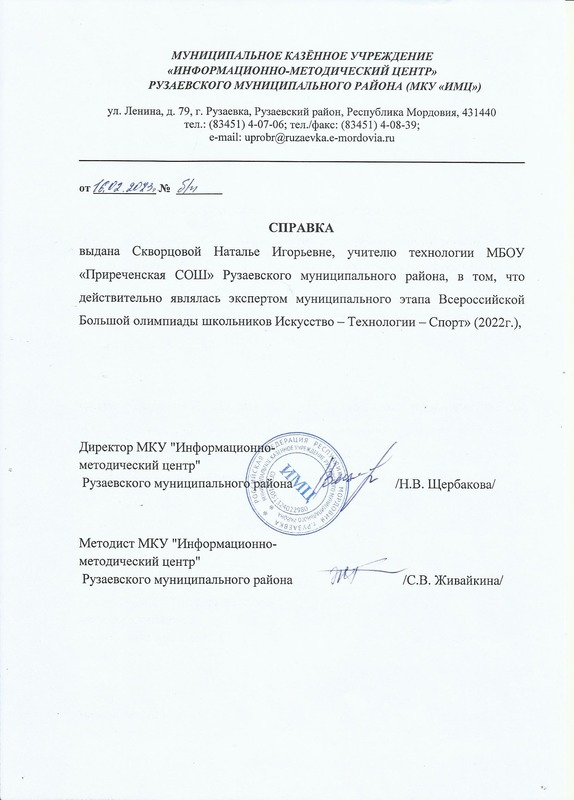 МУНИЦИПАЛЬНОЕ КАЗЁННОЕ УЧРЕЖДЕНИЕ
«ИНФОРМАЦИОННО-МЕТОДИЧЕСКИЙ ЦЕНТР»
РУЗАЕВСКОГО МУНИЦИПАЛЬНОГО РАЙОНА (МКУ «ИМЦ»)
ул. Ленина, д. 79, г. Рузаевка, Рузаевский район, Республика Мордовия, 431440
тел.: (83451) 4-07-06; тел./факс: (83451) 4-08-39;
e-mail: uprobr@ruzaevka.e-mordovia.ru
от 16.02.2023г. № б/н
СПРАВКА
выдана Скворцовой Наталье Игорьевне, учителю технологии МБОУ
«Приреченская СОШ» Рузаевского муниципального района, в том, что
действительно являлась экспертом муниципального этапа Всероссийской
Большой олимпиады школьников Искусство – Технологии – Спорт» (2022г.),
Директор МКУ "Информационно-
методический центр"
Рузаевского муниципального района /Н.В. Щербакова/
ИМЦ
Методист МКУ "Информационно-
методический центр"
Рузаевского муниципального района /С.В. Живайкина/